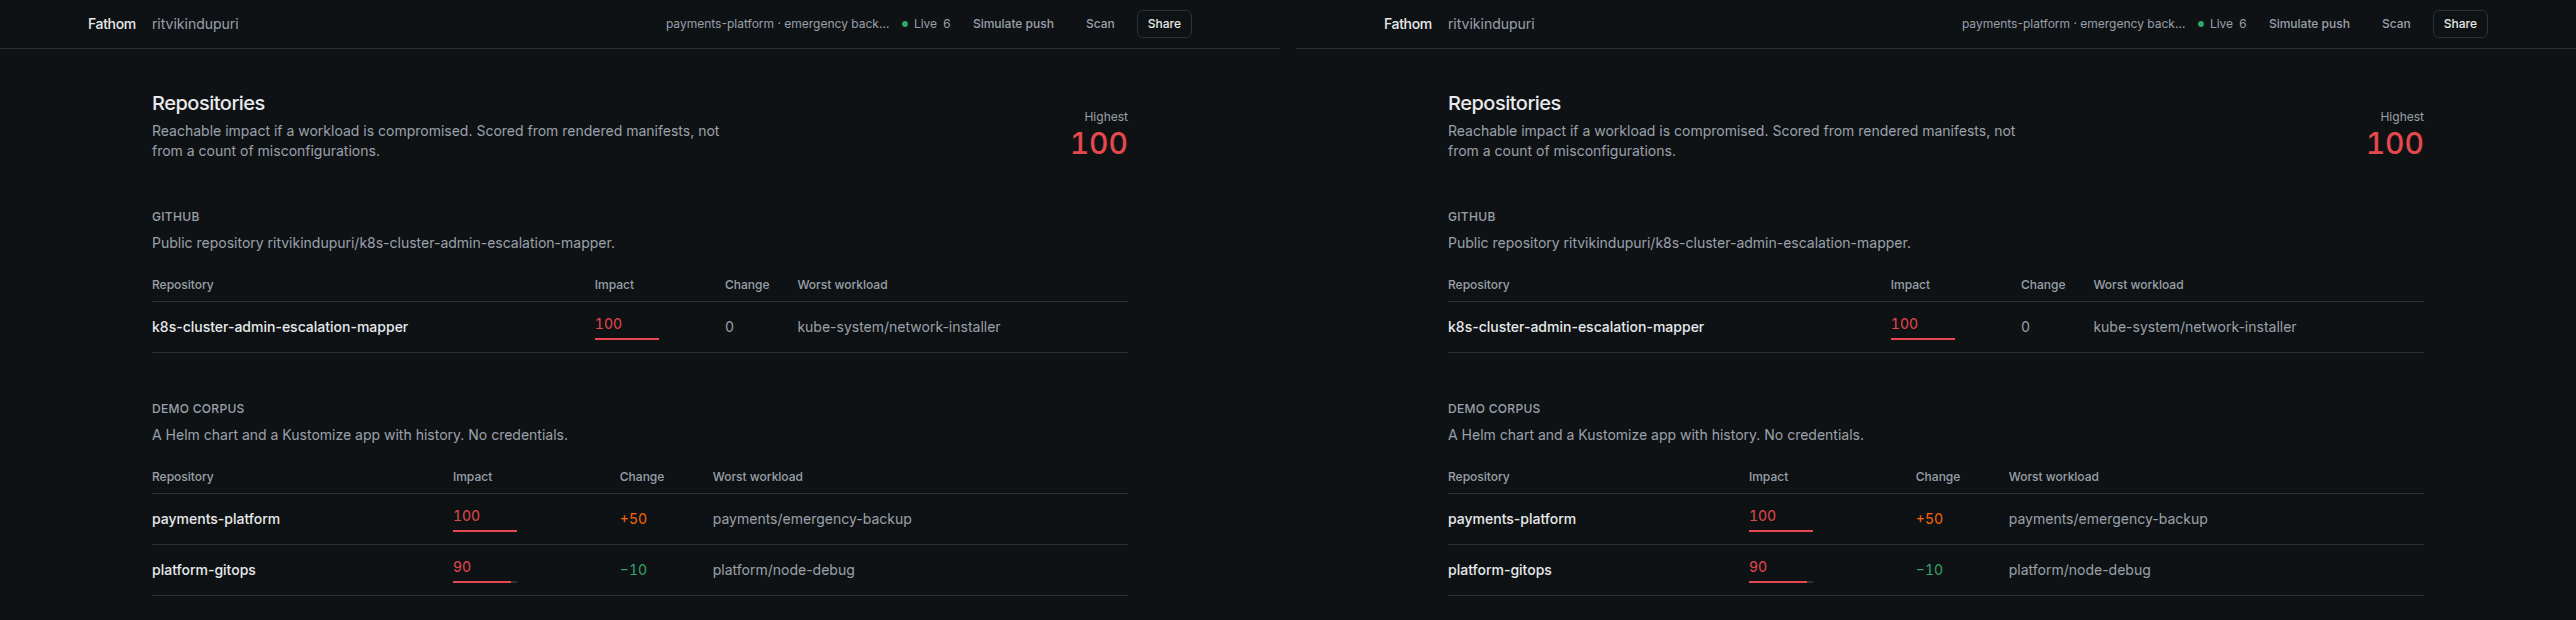 Fathom ritvikindupuri payments-platform · emergency back... Live 6 Simulate push Scan Share
Repositories
Reachable impact if a workload is compromised. Scored from rendered manifests, not
from a count of misconfigurations.
Highest
100
GITHUB
Public repository ritvikindupuri/k8s-cluster-admin-escalation-mapper.
Repository Impact Change Worst workload
k8s-cluster-admin-escalation-mapper 100 0 kube-system/network-installer
DEMO CORPUS
A Helm chart and a Kustomize app with history. No credentials.
Repository Impact Change Worst workload
payments-platform 100 +50 payments/emergency-backup
platform-gitops 90 −10 platform/node-debug
Fathom ritvikindupuri payments-platform · emergency back... Live 6 Simulate push Scan Share
Repositories
Reachable impact if a workload is compromised. Scored from rendered manifests, not
from a count of misconfigurations.
Highest
100
GITHUB
Public repository ritvikindupuri/k8s-cluster-admin-escalation-mapper.
Repository Impact Change Worst workload
k8s-cluster-admin-escalation-mapper 100 0 kube-system/network-installer
DEMO CORPUS
A Helm chart and a Kustomize app with history. No credentials.
Repository Impact Change Worst workload
payments-platform 100 +50 payments/emergency-backup
platform-gitops 90 −10 platform/node-debug